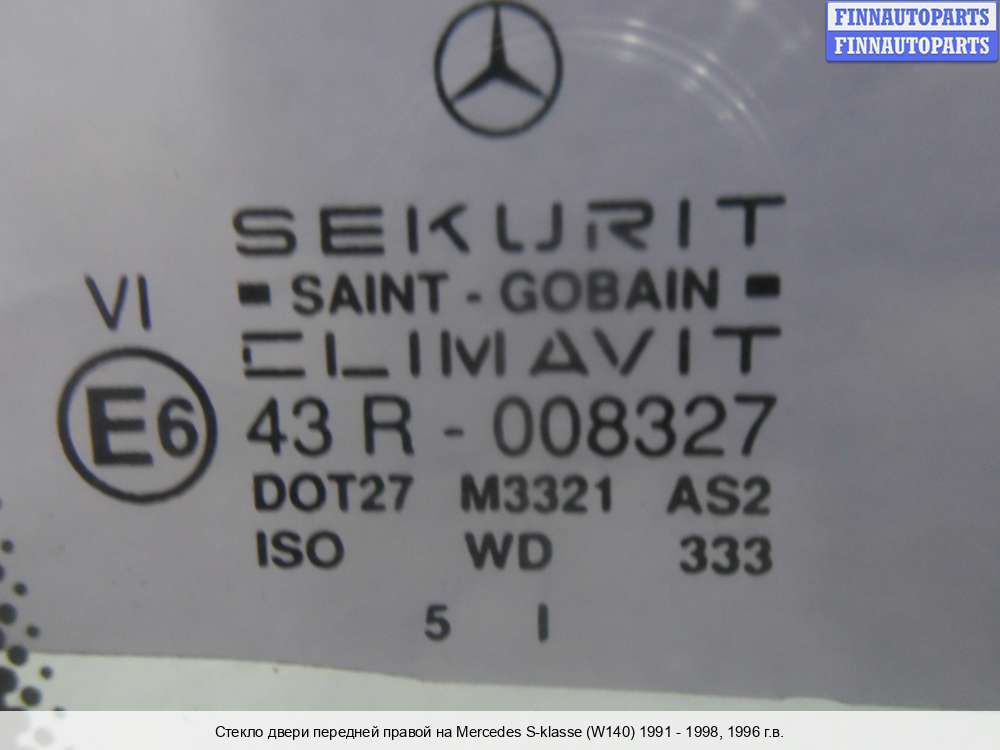 FINNAUTOPARTS
FINNAUTOPARTS
SEKURIT
SAINT - GOBAIN
CLIMAVIT
VI
E6 43 R - 008327
DOT27 M3321 AS2
ISO WD 333
5 I
Стекло двери передней правой на Mercedes S-klasse (W140) 1991 - 1998, 1996 г.в.